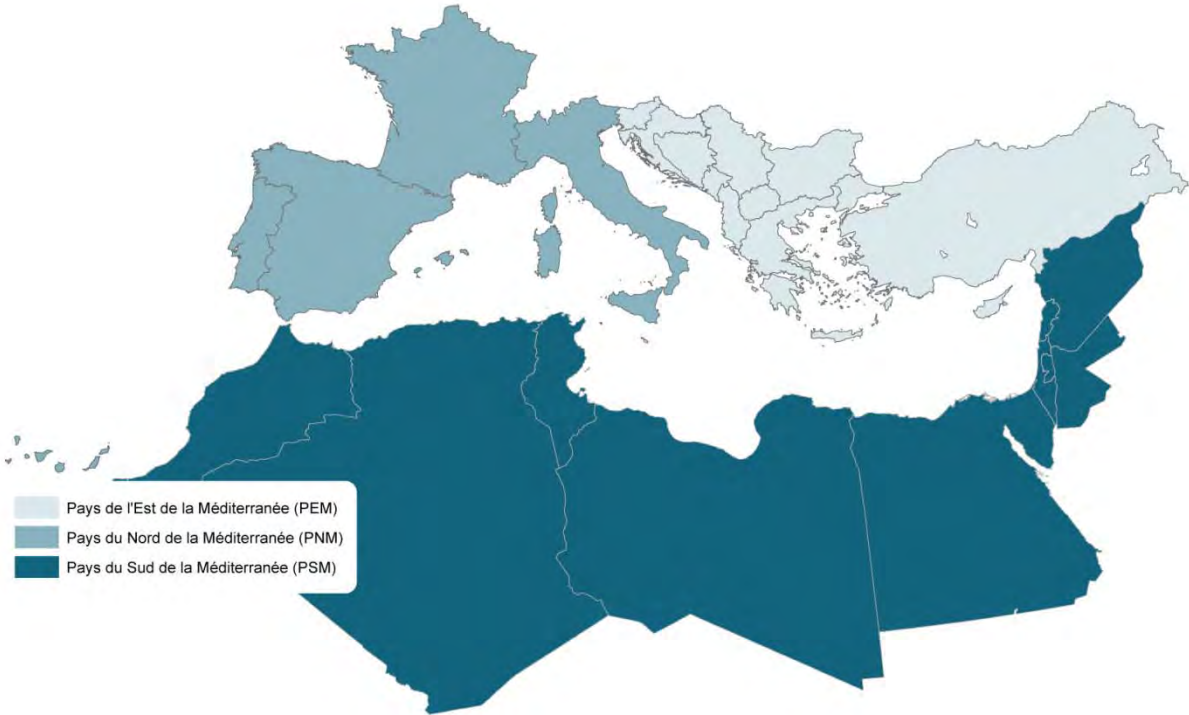 Pays de l'Est de la Méditerranée (PEM)
Pays du Nord de la Méditerranée (PNM)
Pays du Sud de la Méditerranée (PSM)